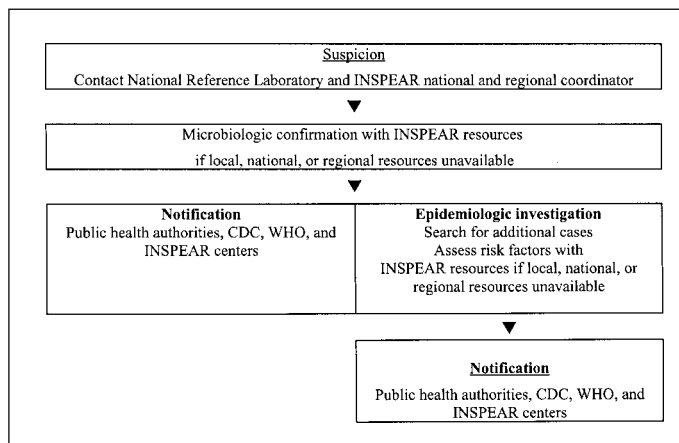 Suspicion
Contact National Reference Laboratory and INSPEAR national and regional coordinator
Microbiologic confirmation with INSPEAR resources
if local, national, or regional resources unavailable
Notification
Public health authorities, CDC, WHO, and
INSPEAR centers
Epidemiologic investigation
Search for additional cases
Assess risk factors with
INSPEAR resources if local, national, or
regional resources unavailable
Notification
Public health authorities, CDC, WHO, and
INSPEAR centers